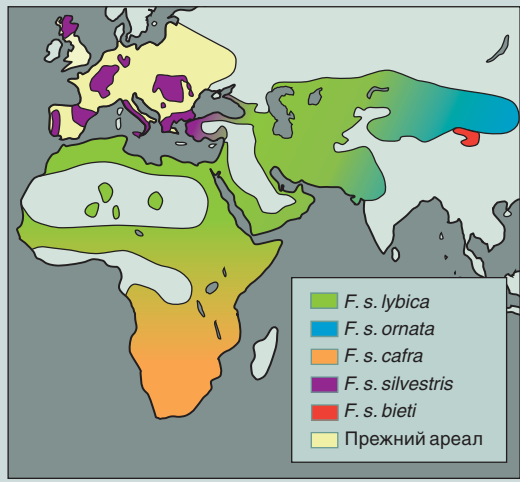 F. s. lybica
F. s. ornata
F. s. cafra
F. s. silvestris
F. s. bieti
Прежний ареал